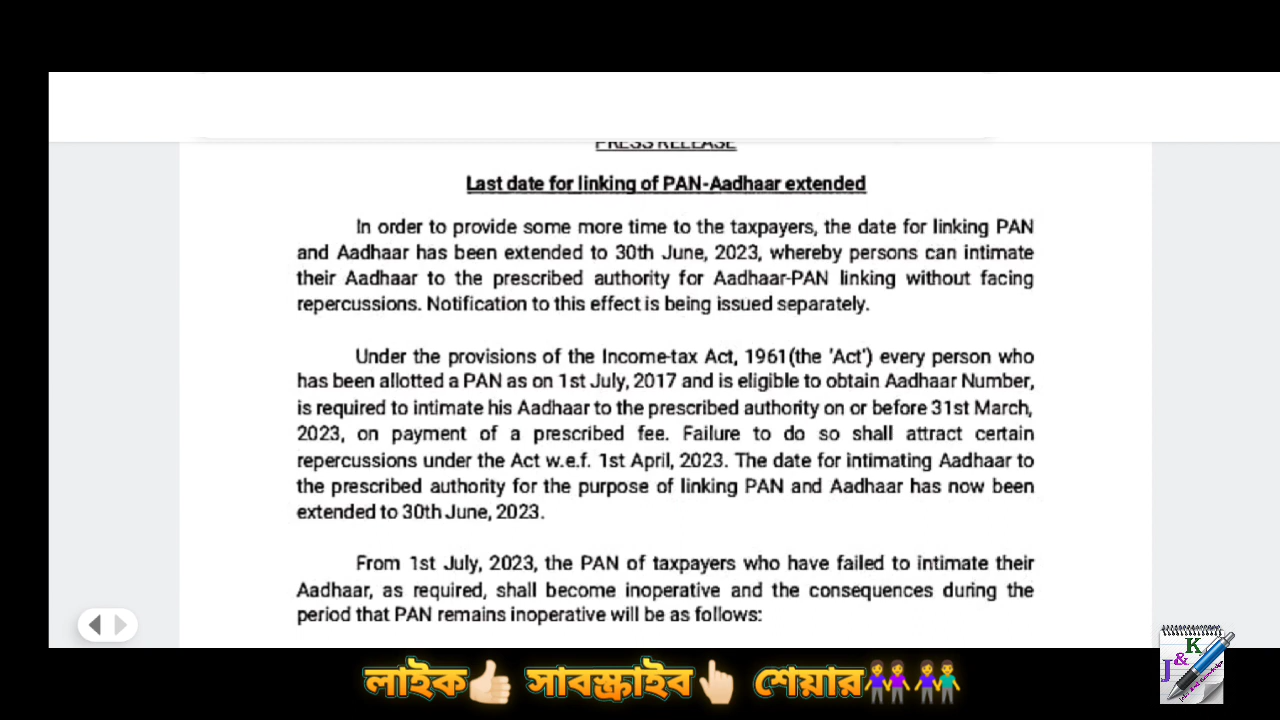 PRESS RELEASE
Last date for linking of PAN-Aadhaar extended
In order to provide some more time to the taxpayers, the date for linking PAN
and Aadhaar has been extended to 30th June, 2023, whereby persons can intimate
their Aadhaar to the prescribed authority for Aadhaar-PAN linking without facing
repercussions. Notification to this effect is being issued separately.
Under the provisions of the Income-tax Act, 1961(the 'Act') every person who
has been allotted a PAN as on 1st July, 2017 and is eligible to obtain Aadhaar Number,
is required to intimate his Aadhaar to the prescribed authority on or before 31st March,
2023, on payment of a prescribed fee. Failure to do so shall attract certain
repercussions under the Act w.e.f. 1st April, 2023. The date for intimating Aadhaar to
the prescribed authority for the purpose of linking PAN and Aadhaar has now been
extended to 30th June, 2023.
From 1st July, 2023, the PAN of taxpayers who have failed to intimate their
Aadhaar, as required, shall become inoperative and the consequences during the
period that PAN remains inoperative will be as follows:
লাইক👍 সাবস্ক্রাইব👆 শেয়ার👭👫
J&K